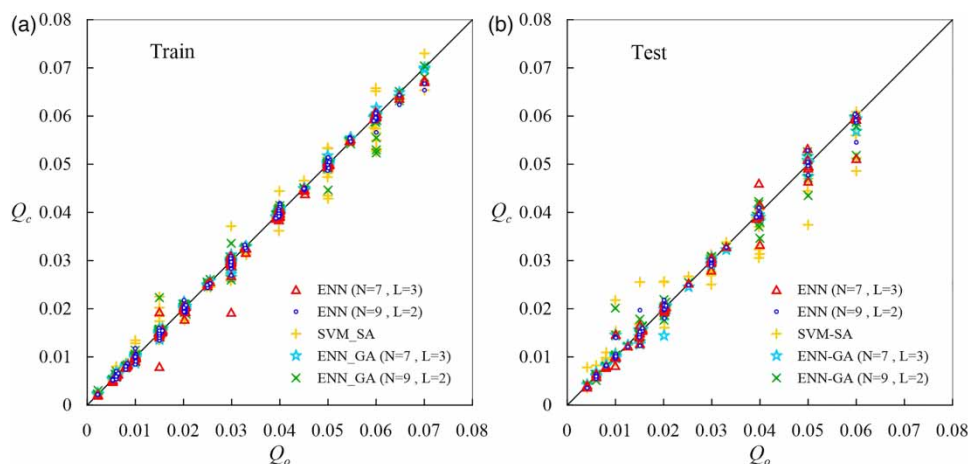 (a)
0.08
0.07
0.06
0.05
0.04
0.03
0.02
0.01
0
Qc
Train
ENN (N=7 , L=3)
ENN (N=9 , L=2)
SVM_SA
ENN_GA (N=7 , L=3)
ENN_GA (N=9 , L=2)
0 0.01 0.02 0.03 0.04 0.05 0.06 0.07 0.08
Qo
(b)
0.08
0.07
0.06
0.05
0.04
0.03
0.02
0.01
0
Qc
Test
ENN (N=7 , L=3)
ENN (N=9 , L=2)
SVM-SA
ENN-GA (N=7 , L=3)
ENN-GA (N=9 , L=2)
0 0.01 0.02 0.03 0.04 0.05 0.06 0.07 0.08
Qo